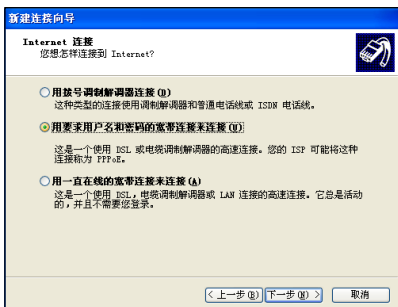 新建连接向导
Internet 连接
您想怎样连接到 Internet?
用拨号调制解调器连接(D)
这种类型的连接使用调制解调器和普通电话线或 ISDN 电话线。
用要求用户名和密码的宽带连接来连接(U)
这是一个使用 DSL 或电缆调制解调器的高速连接。您的 ISP 可能将这种
连接称为 PPPoE。
用一直在线的宽带连接来连接(A)
这是一个使用 DSL，电缆调制解调器或 LAN 连接的高速连接。它总是活动
的，并且不需要您登录。
< 上一步(B) 下一步(N) > 取消